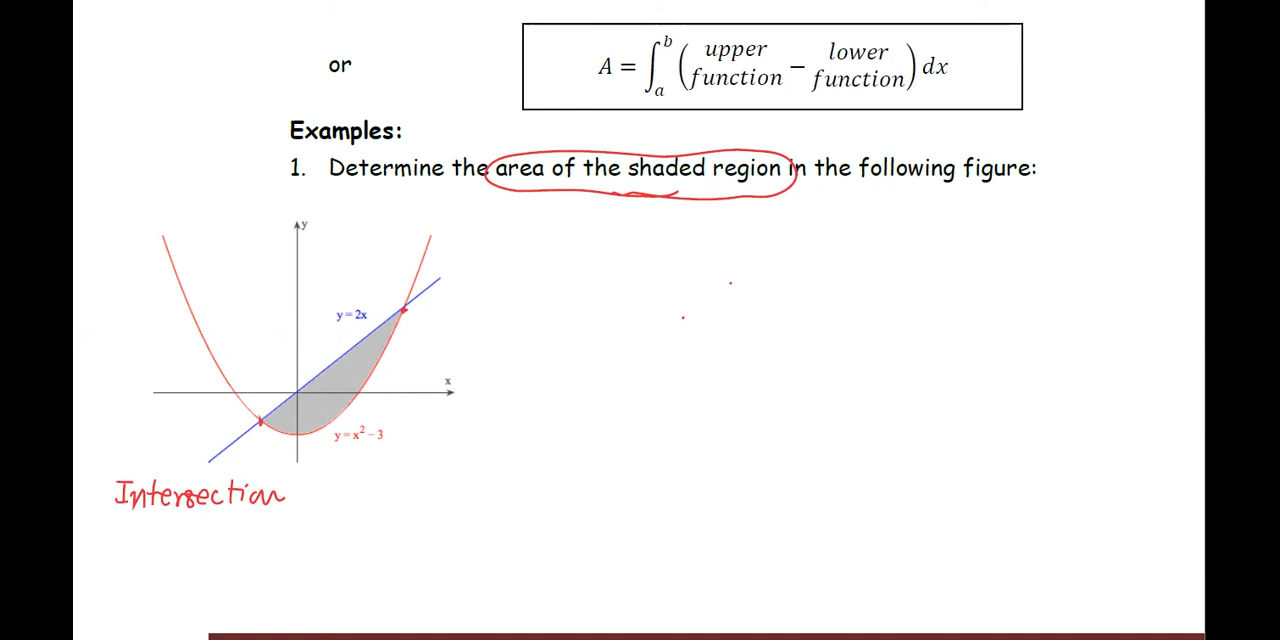 or
A = ∫ₐᵇ (upper function − lower function) dx
Examples:
1. Determine the area of the shaded region in the following figure:
y
y = 2x
x
y = x² − 3
Intersection